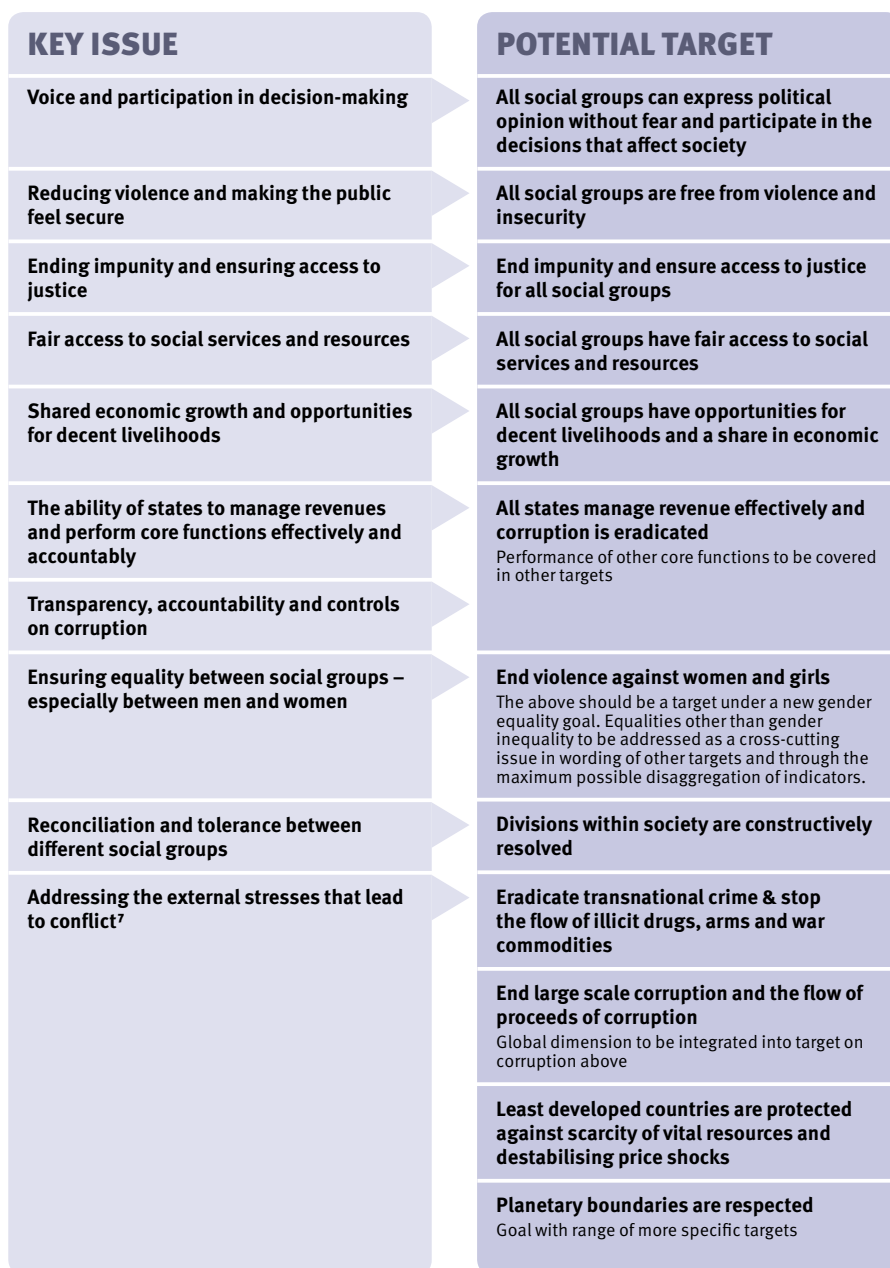 KEY ISSUE
POTENTIAL TARGET
Voice and participation in decision-making
All social groups can express political
opinion without fear and participate in the
decisions that affect society
Reducing violence and making the public
feel secure
All social groups are free from violence and
insecurity
Ending impunity and ensuring access to
justice
End impunity and ensure access to justice
for all social groups
Fair access to social services and resources
All social groups have fair access to social
services and resources
Shared economic growth and opportunities
for decent livelihoods
All social groups have opportunities for
decent livelihoods and a share in economic
growth
The ability of states to manage revenues
and perform core functions effectively and
accountably
All states manage revenue effectively and
corruption is eradicated
Performance of other core functions to be covered
in other targets
Transparency, accountability and controls
on corruption
Ensuring equality between social groups –
especially between men and women
End violence against women and girls
The above should be a target under a new gender
equality goal. Equalities other than gender
inequality to be addressed as a cross-cutting
issue in wording of other targets and through the
maximum possible disaggregation of indicators.
Reconciliation and tolerance between
different social groups
Divisions within society are constructively
resolved
Addressing the external stresses that lead
to conflict⁷
Eradicate transnational crime & stop
the flow of illicit drugs, arms and war
commodities
End large scale corruption and the flow of
proceeds of corruption
Global dimension to be integrated into target on
corruption above
Least developed countries are protected
against scarcity of vital resources and
destabilising price shocks
Planetary boundaries are respected
Goal with range of more specific targets